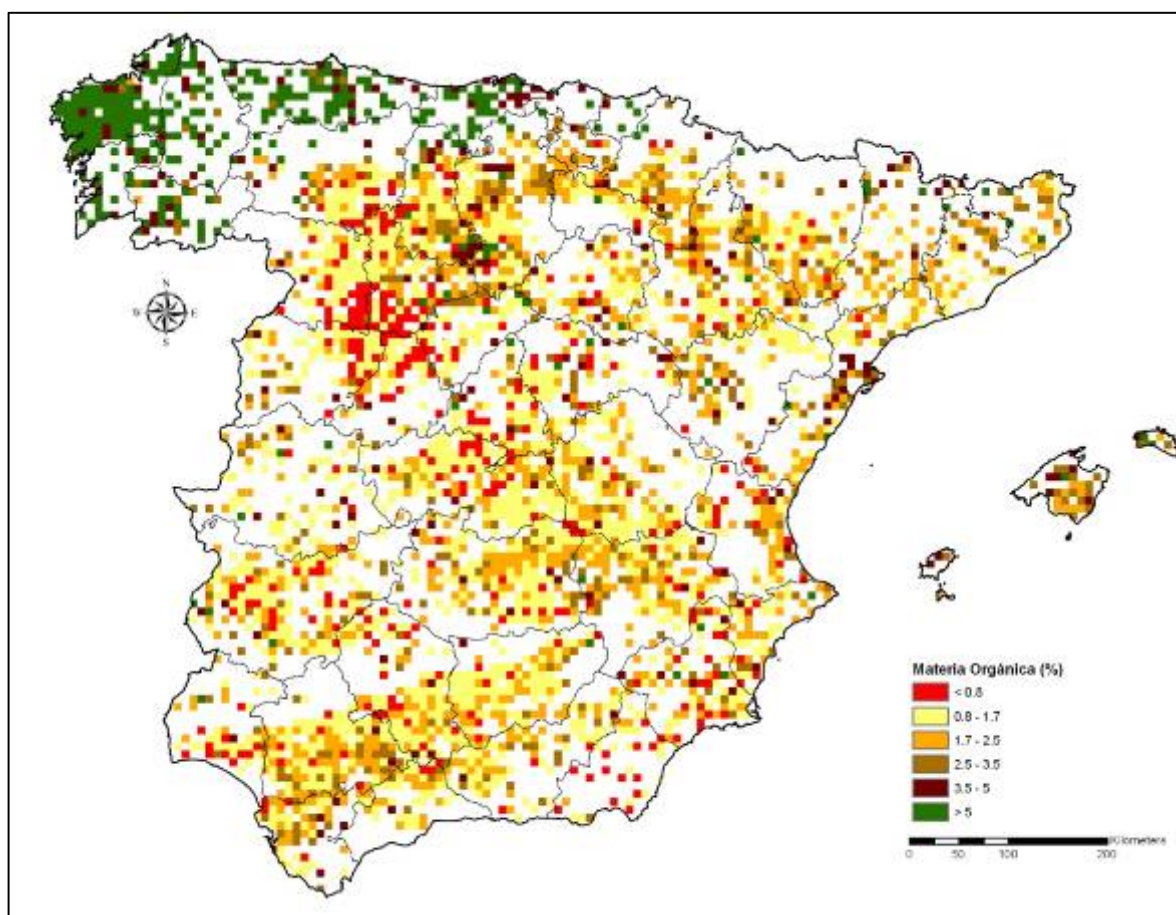 N
W E
S
Materia Orgánica (%)
< 0.8
0.8 - 1.7
1.7 - 2.5
2.5 - 3.5
3.5 - 5
> 5
Kilometers
0 50 100 200